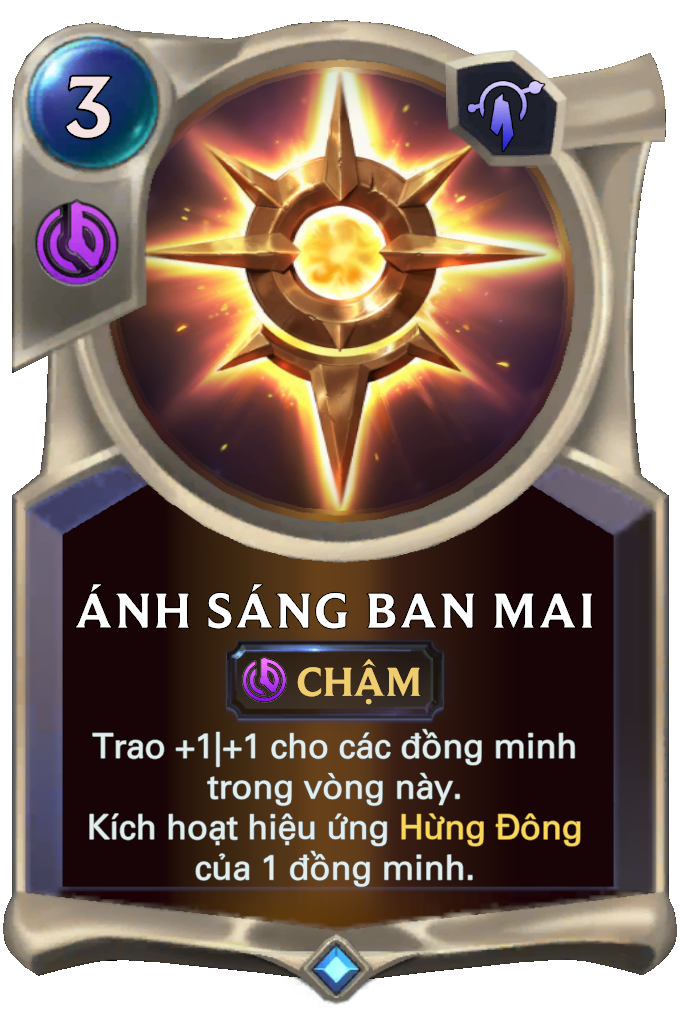 3
ÁNH SÁNG BAN MAI
CHẬM
Trao +1|+1 cho các đồng minh
trong vòng này.
Kích hoạt hiệu ứng Hừng Đông
của 1 đồng minh.